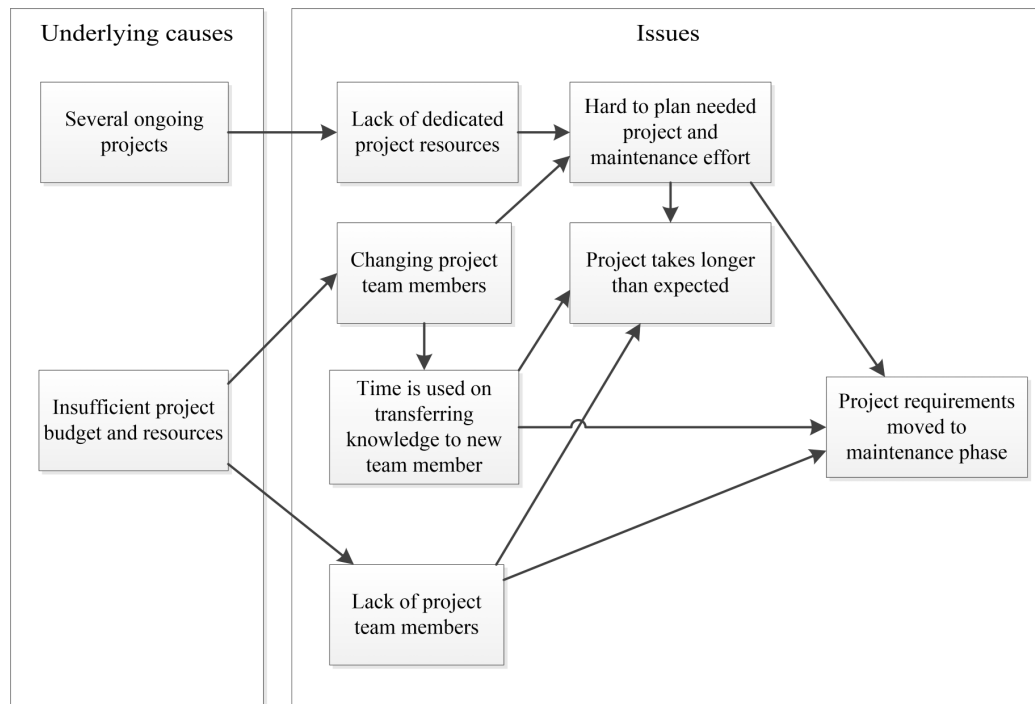 Underlying causes
Issues
Several ongoing
projects
Lack of dedicated
project resources
Hard to plan needed
project and
maintenance effort
Changing project
team members
Project takes longer
than expected
Insufficient project
budget and resources
Time is used on
transferring
knowledge to new
team member
Project requirements
moved to
maintenance phase
Lack of project
team members